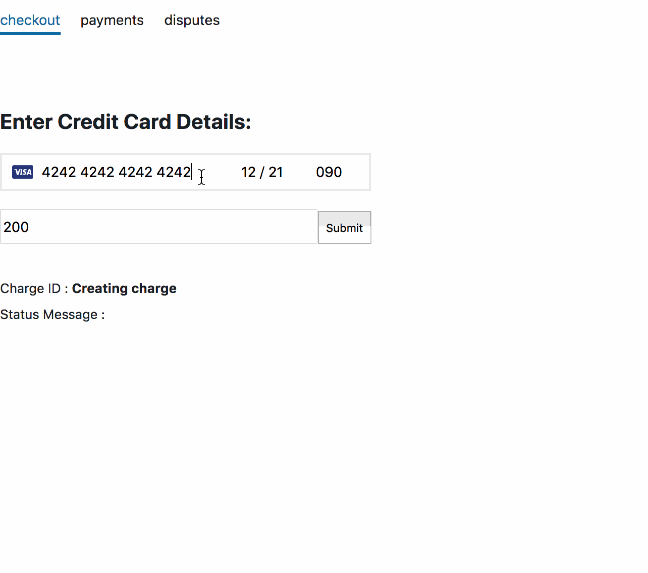 checkout payments disputes
Enter Credit Card Details:
VISA 4242 4242 4242 4242 12 / 21 090
200 Submit
Charge ID : Creating charge
Status Message :